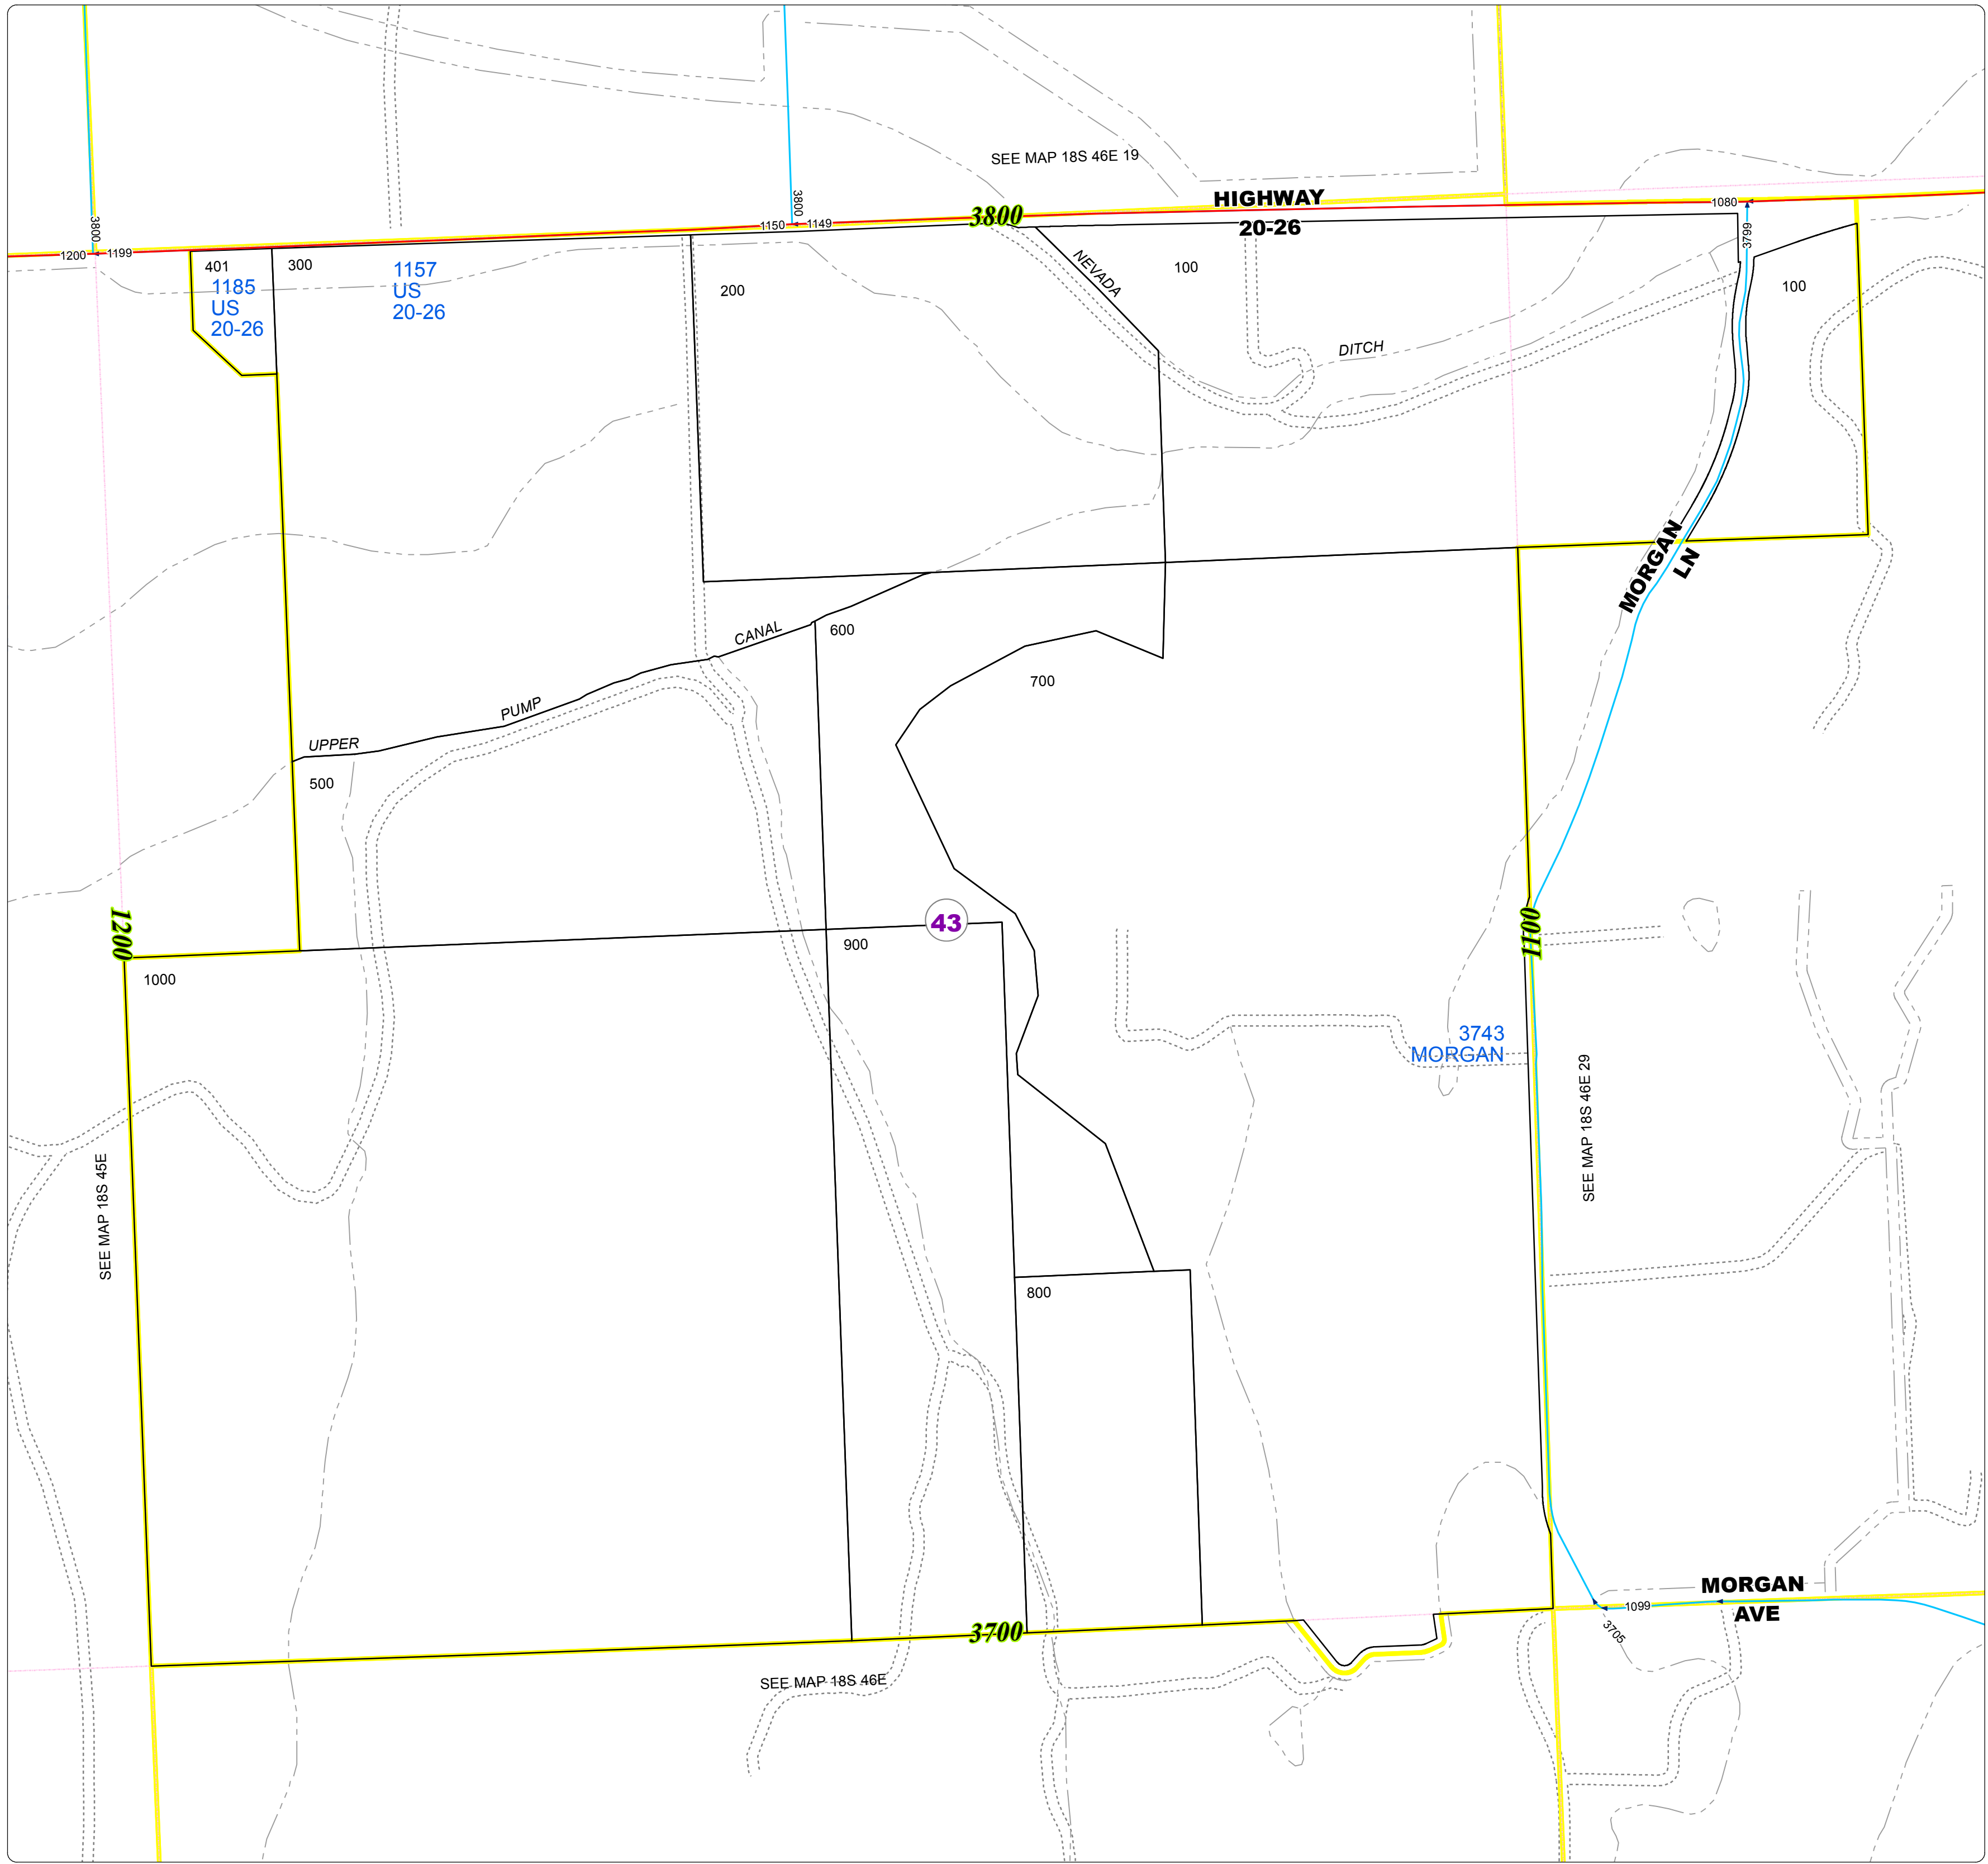 SEE MAP 18S 46E 19
HIGHWAY
20-26
3800
3800
3800
1200
1199
1150
1149
1080
3799
401
1185
US
20-26
300
1157
US
20-26
200
NEVADA
100
DITCH
100
MORGAN
LN
UPPER
PUMP
CANAL
600
700
500
43
900
1200
1000
1100
3743
MORGAN
SEE MAP 18S 45E
SEE MAP 18S 46E 29
800
3700
SEE MAP 18S 46E
MORGAN
AVE
1099
3705